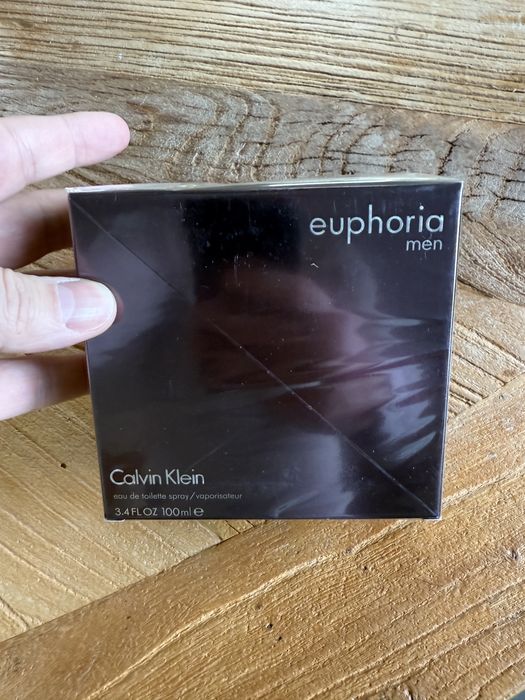 euphoria
men
Calvin Klein
eau de toilette spray/vaporisateur
3.4 FL OZ 100 ml ℮